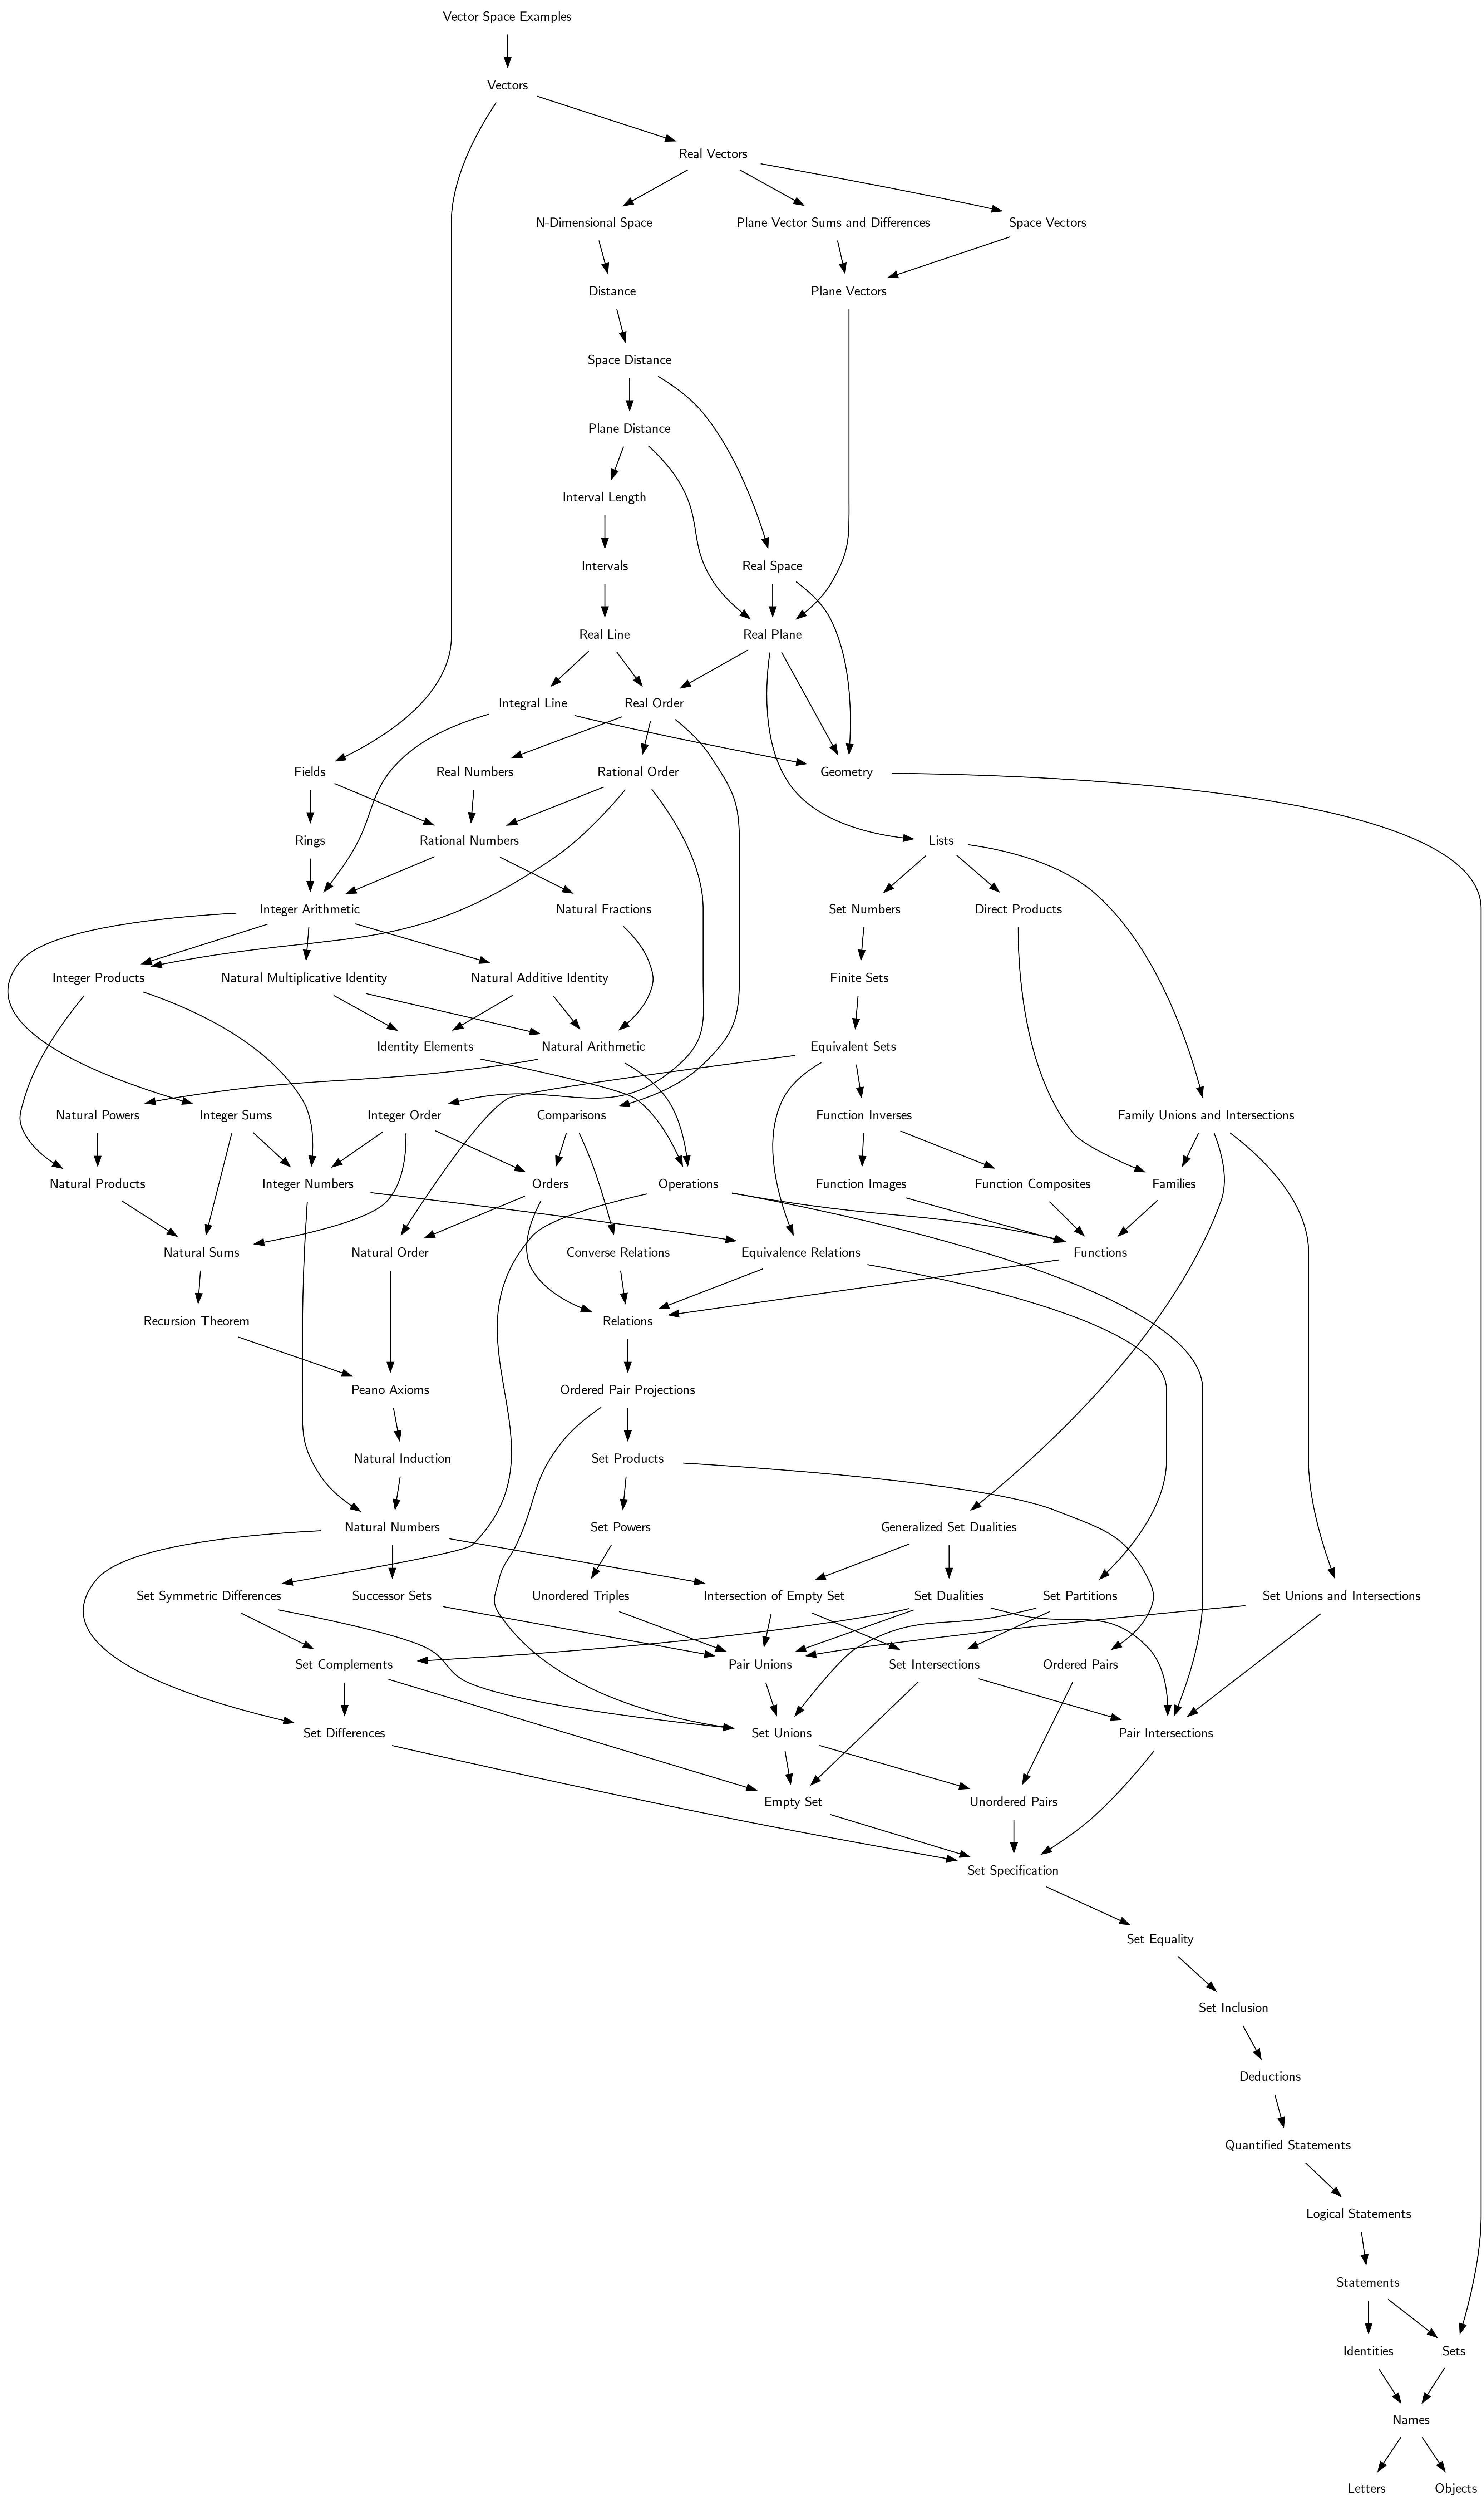 Vector Space Examples
Vectors
Real Vectors
N-Dimensional Space
Plane Vector Sums and Differences
Space Vectors
Distance
Plane Vectors
Space Distance
Plane Distance
Interval Length
Intervals
Real Space
Real Line
Real Plane
Integral Line
Real Order
Fields
Real Numbers
Rational Order
Geometry
Rings
Rational Numbers
Lists
Integer Arithmetic
Natural Fractions
Set Numbers
Direct Products
Integer Products
Natural Multiplicative Identity
Natural Additive Identity
Finite Sets
Identity Elements
Natural Arithmetic
Equivalent Sets
Natural Powers
Integer Sums
Integer Order
Comparisons
Function Inverses
Family Unions and Intersections
Natural Products
Integer Numbers
Orders
Operations
Function Images
Function Composites
Families
Natural Sums
Natural Order
Converse Relations
Equivalence Relations
Functions
Recursion Theorem
Relations
Peano Axioms
Ordered Pair Projections
Natural Induction
Set Products
Natural Numbers
Set Powers
Generalized Set Dualities
Set Symmetric Differences
Successor Sets
Unordered Triples
Intersection of Empty Set
Set Dualities
Set Partitions
Set Unions and Intersections
Set Complements
Pair Unions
Set Intersections
Ordered Pairs
Set Differences
Set Unions
Pair Intersections
Empty Set
Unordered Pairs
Set Specification
Set Equality
Set Inclusion
Deductions
Quantified Statements
Logical Statements
Statements
Identities
Sets
Names
Letters
Objects